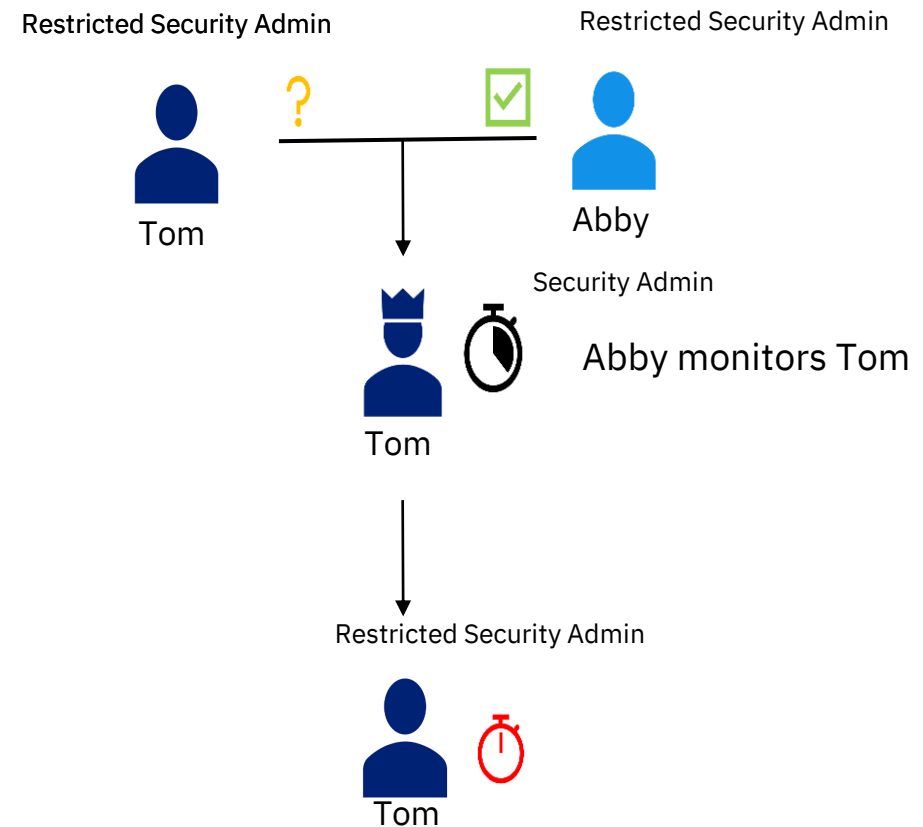 Restricted Security Admin
Restricted Security Admin
?
Tom
Abby
Security Admin
Abby monitors Tom
Tom
Restricted Security Admin
Tom